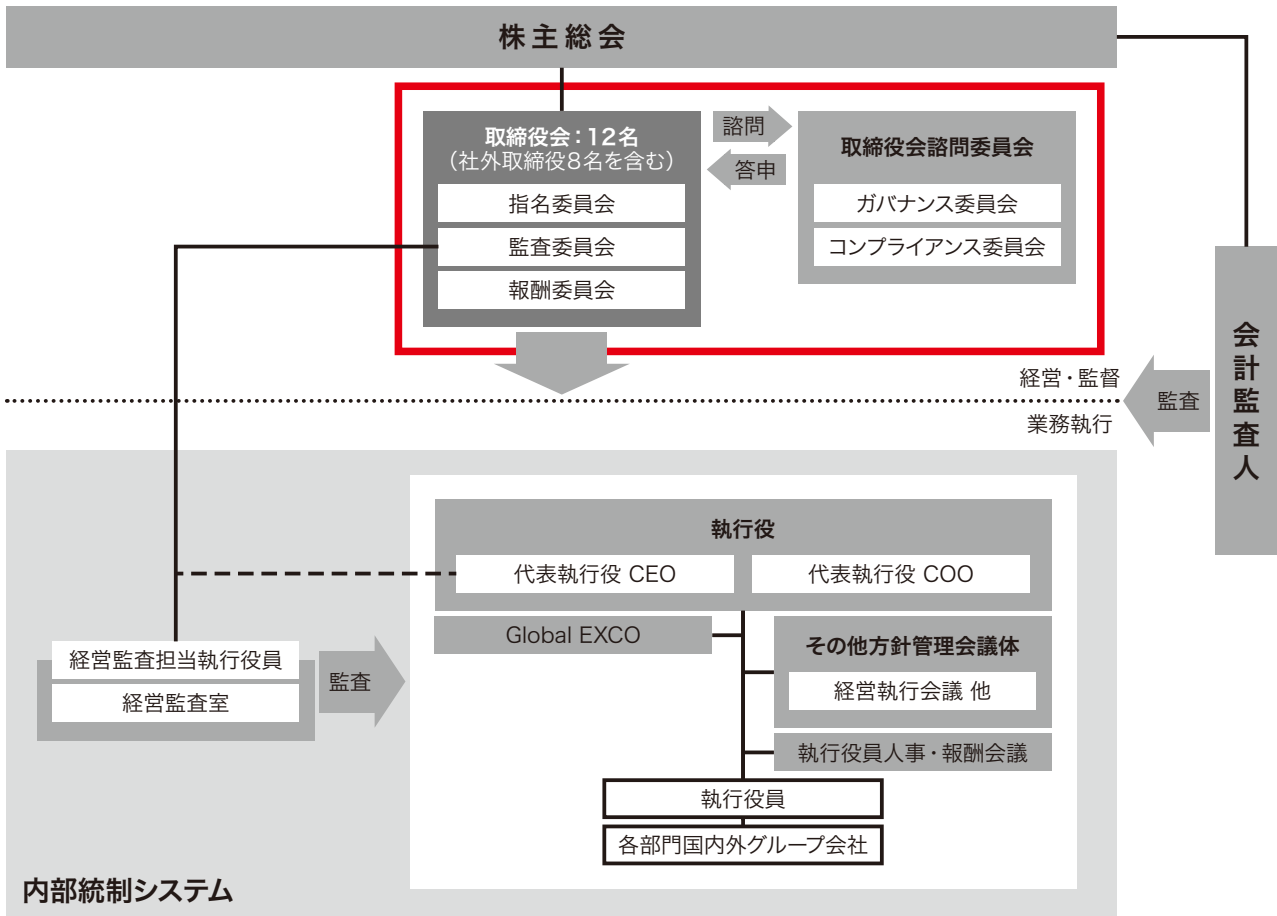 株主総会
取締役会：12名
（社外取締役8名を含む）
指名委員会
監査委員会
報酬委員会
諮問
答申
取締役会諮問委員会
ガバナンス委員会
コンプライアンス委員会
会計監査人
監査
経営・監督
業務執行
執行役
代表執行役 CEO
代表執行役 COO
Global EXCO
その他方針管理会議体
経営執行会議 他
執行役員人事・報酬会議
執行役員
各部門国内外グループ会社
経営監査担当執行役員
経営監査室
監査
内部統制システム